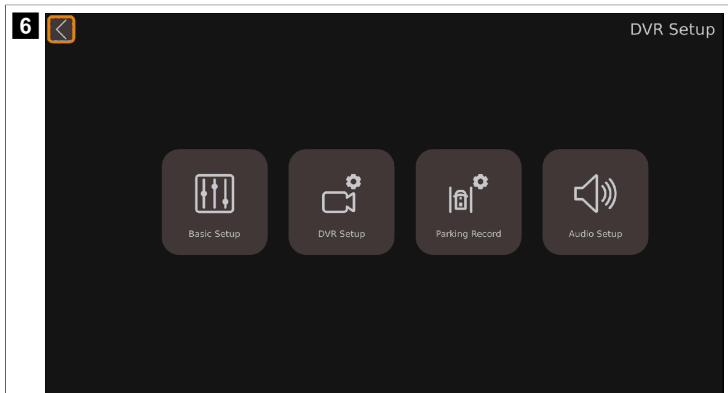 6
DVR Setup
Basic Setup
DVR Setup
Parking Record
Audio Setup